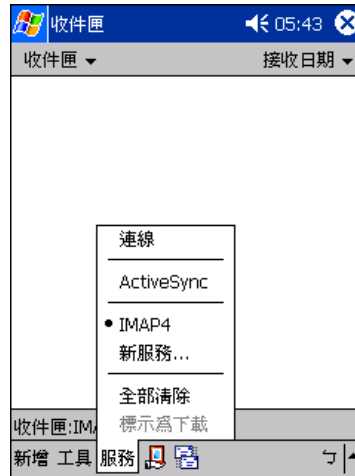 收件匣 05:43
收件匣 接收日期
連線
ActiveSync
IMAP4
新服務...
全部清除
標示為下載
收件匣:IM
新增 工具 服務 ㄅ